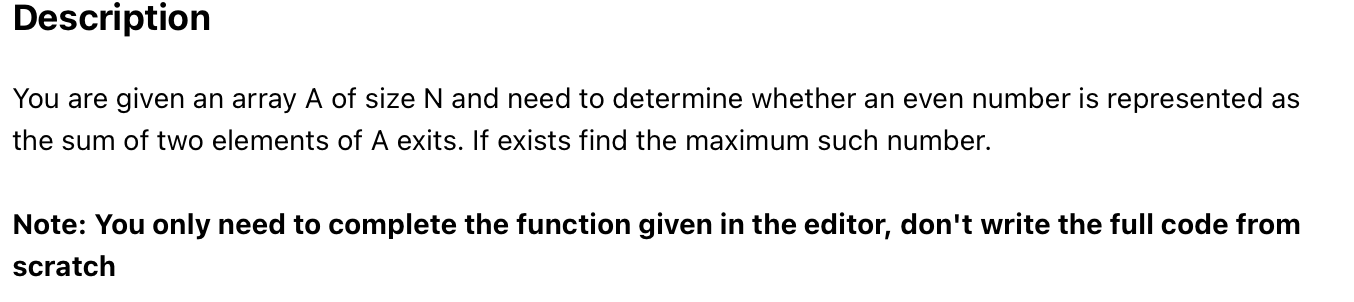 Description
You are given an array A of size N and need to determine whether an even number is represented as
the sum of two elements of A exits. If exists find the maximum such number.
Note: You only need to complete the function given in the editor, don't write the full code from
scratch